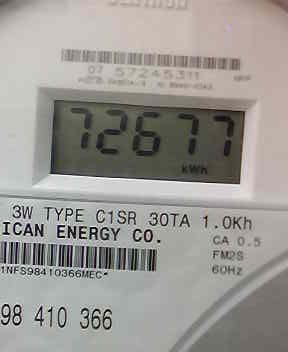 07 57245311
72677
kWh
3W TYPE C1SR 30TA 1.0Kh
ICAN ENERGY CO.
CA 0.5
FM2S
60Hz
1NFS98410366MEC*
98 410 366